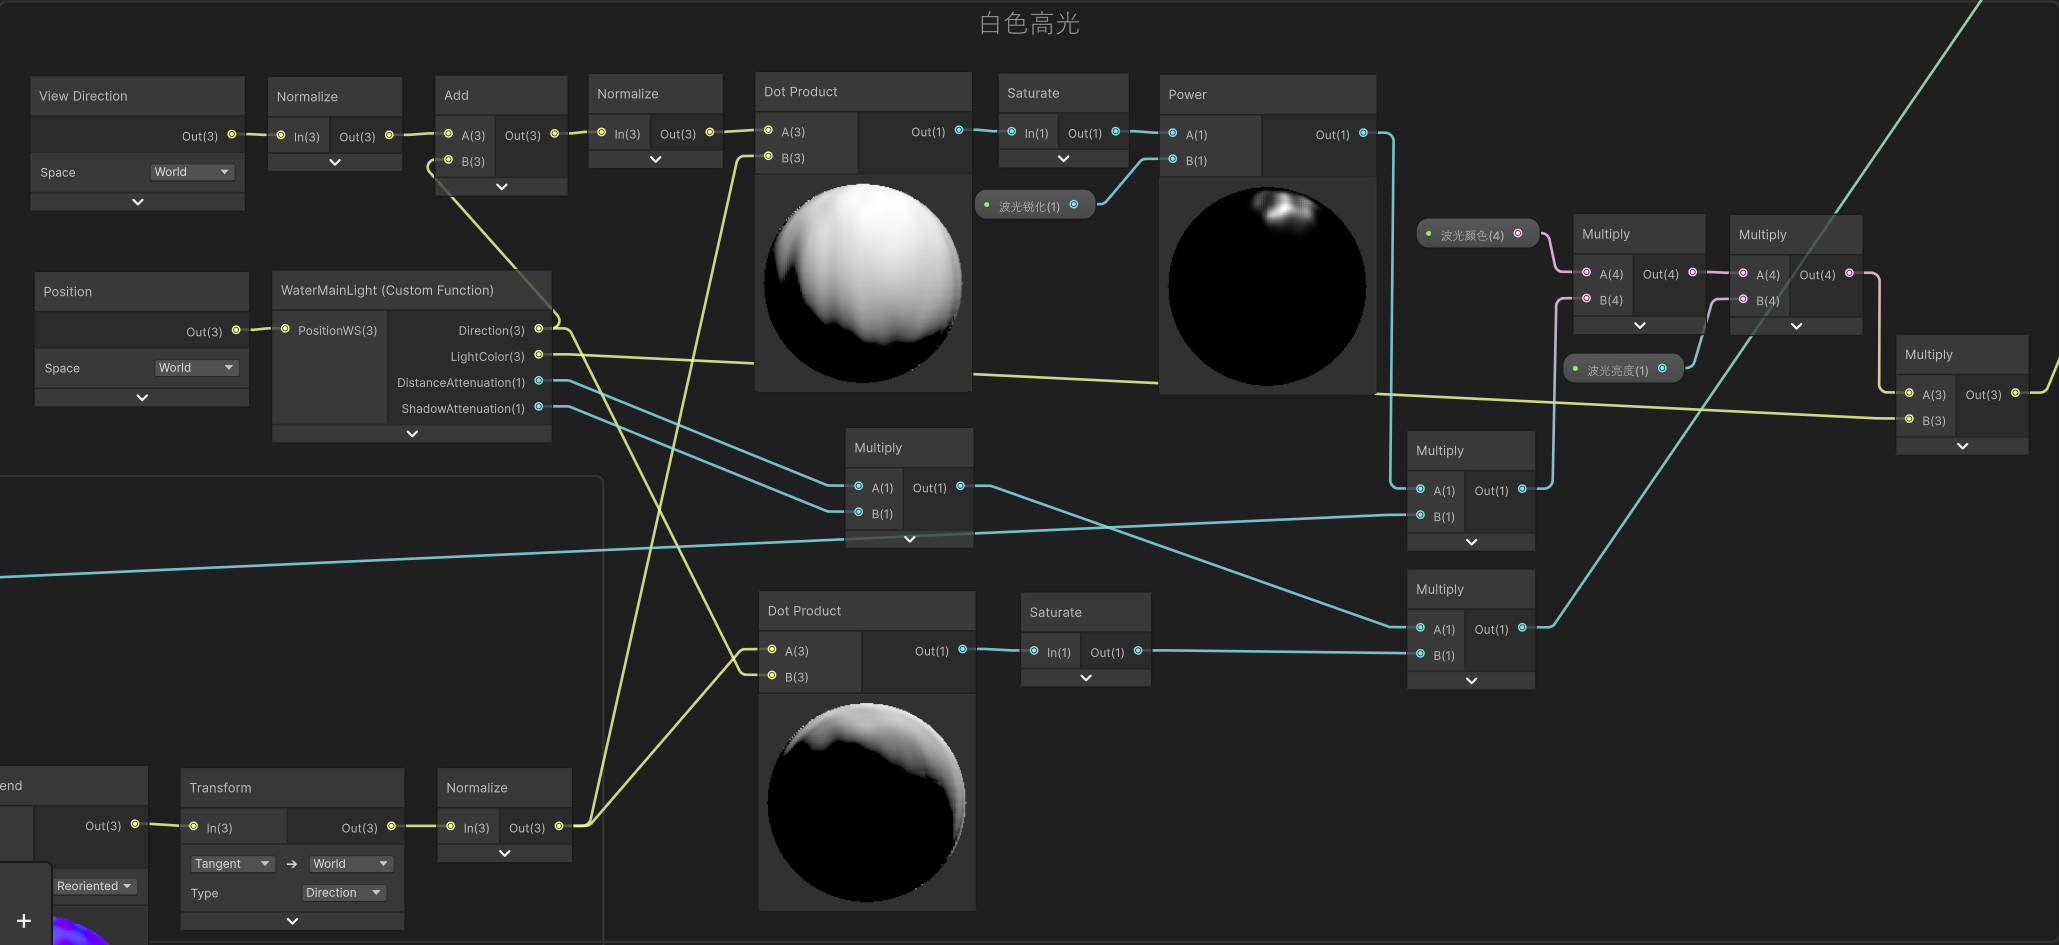 白色高光
View Direction
Out(3)
Space World
Normalize
In(3) Out(3)
Add
A(3) Out(3)
B(3)
Normalize
In(3) Out(3)
Dot Product
A(3) Out(1)
B(3)
Saturate
In(1) Out(1)
波光锐化(1)
Power
A(1) Out(1)
B(1)
波光颜色(4)
Multiply
A(4) Out(4)
B(4)
Multiply
A(4) Out(4)
B(4)
波光亮度(1)
Position
Out(3)
Space World
WaterMainLight (Custom Function)
PositionWS(3) Direction(3)
LightColor(3)
DistanceAttenuation(1)
ShadowAttenuation(1)
Multiply
A(3) Out(3)
B(3)
Multiply
A(1) Out(1)
B(1)
Multiply
A(1) Out(1)
B(1)
Dot Product
A(3) Out(1)
B(3)
Saturate
In(1) Out(1)
Multiply
A(1) Out(1)
B(1)
end
Out(3)
Reoriented
+
Transform
In(3) Out(3)
Tangent → World
Type Direction
Normalize
In(3) Out(3)